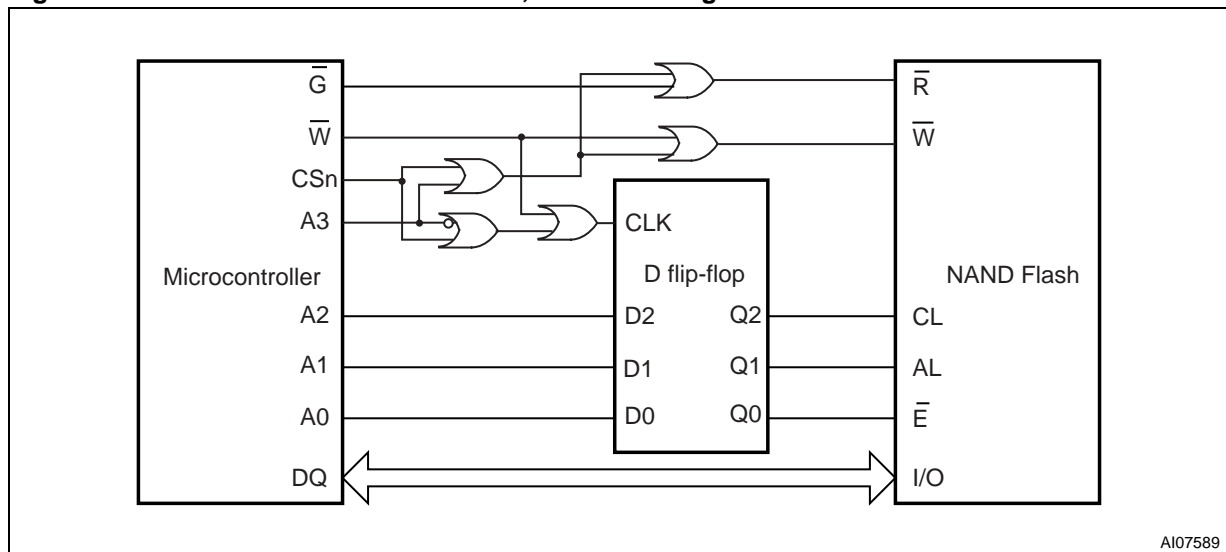 G̅
R̅
W̅
W̅
CSn
A3
CLK
D flip-flop
Microcontroller
NAND Flash
A2
D2
Q2
CL
A1
D1
Q1
AL
A0
D0
Q0
E̅
DQ
I/O
AI07589